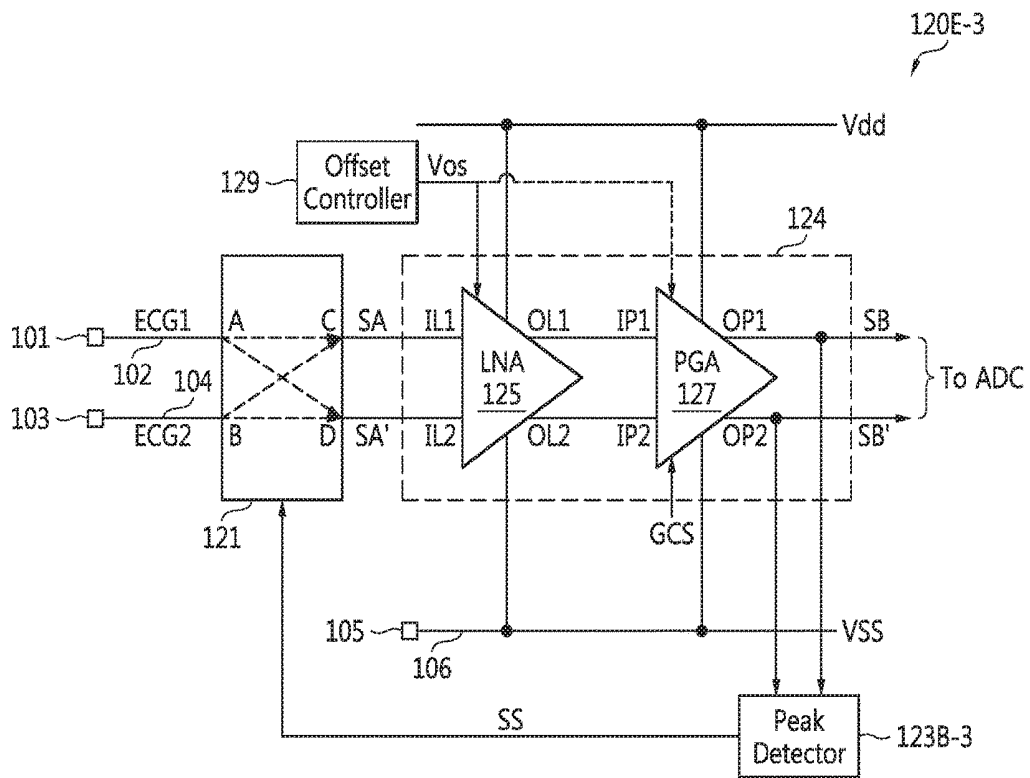 120E-3
Vdd
Offset
Controller
129
Vos
124
101
ECG1
102
A
C
SA
IL1
LNA
125
OL1
IP1
PGA
127
OP1
SB
To ADC
103
104
ECG2
B
D
SA'
IL2
OL2
IP2
OP2
SB'
121
GCS
105
106
VSS
SS
Peak
Detector
123B-3